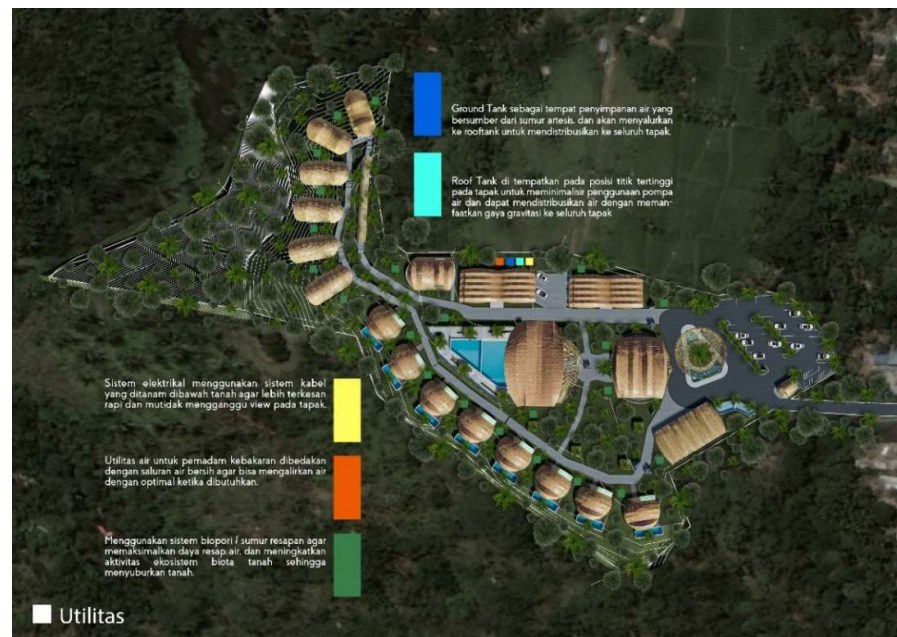 Ground Tank sebagai tempat penyimpanan air yang
bersumber dari sumur artesis, dan akan menyalurkan
ke rooftank untuk mendistribusikan ke seluruh tapak.
Roof Tank di tempatkan pada posisi titik tertinggi
pada tapak untuk meminimalisir penggunaan pompa
air dan dapat mendistribusikan air dengan meman-
faatkan gaya gravitasi ke seluruh tapak
Sistem elektrikal menggunakan sistem kabel
yang ditanam dibawah tanah agar lebih terkesan
rapi dan mutidak mengganggu view pada tapak.
Utilitas air untuk pemadam kebakaran dibedakan
dengan saluran air bersih agar bisa mengalirkan air
dengan optimal ketika dibutuhkan.
Menggunakan sistem biopori / sumur resapan agar
memaksimalkan daya resap air, dan meningkatkan
aktivitas ekosistem biota tanah sehingga
menyuburkan tanah.
Utilitas